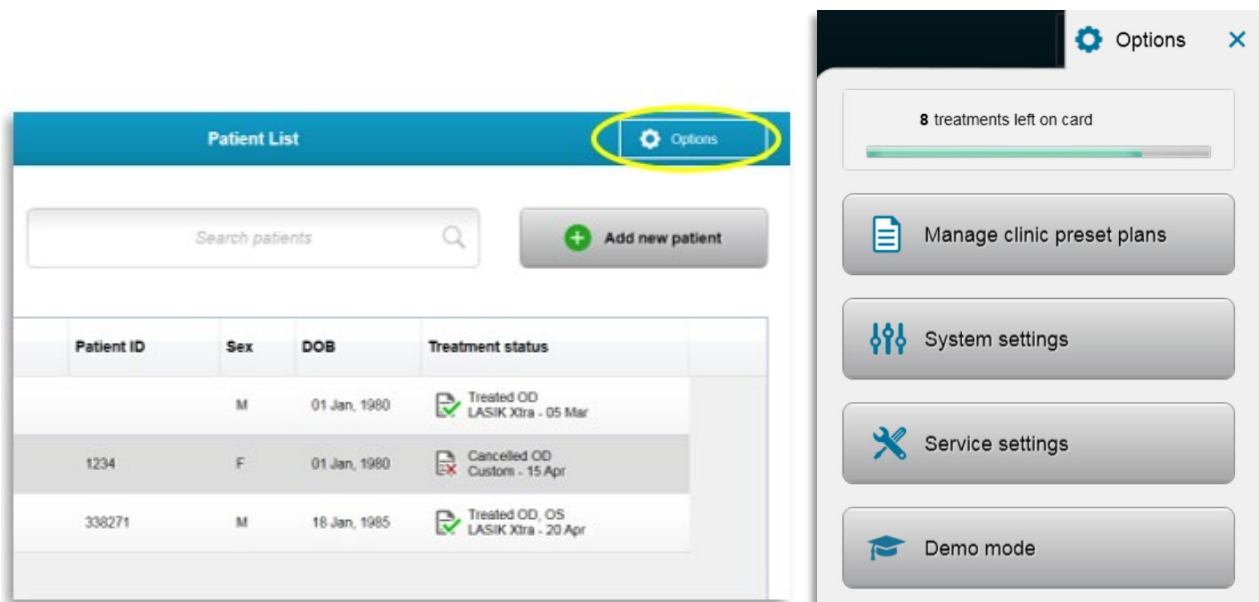 Patient List
Options
Search patients
Add new patient
Patient ID Sex DOB Treatment status
M 01 Jan, 1980 Treated OD
LASIK Xtra - 05 Mar
1234 F 01 Jan, 1980 Cancelled OD
Custom - 15 Apr
338271 M 18 Jan, 1985 Treated OD, OS
LASIK Xtra - 20 Apr
Options
8 treatments left on card
Manage clinic preset plans
System settings
Service settings
Demo mode